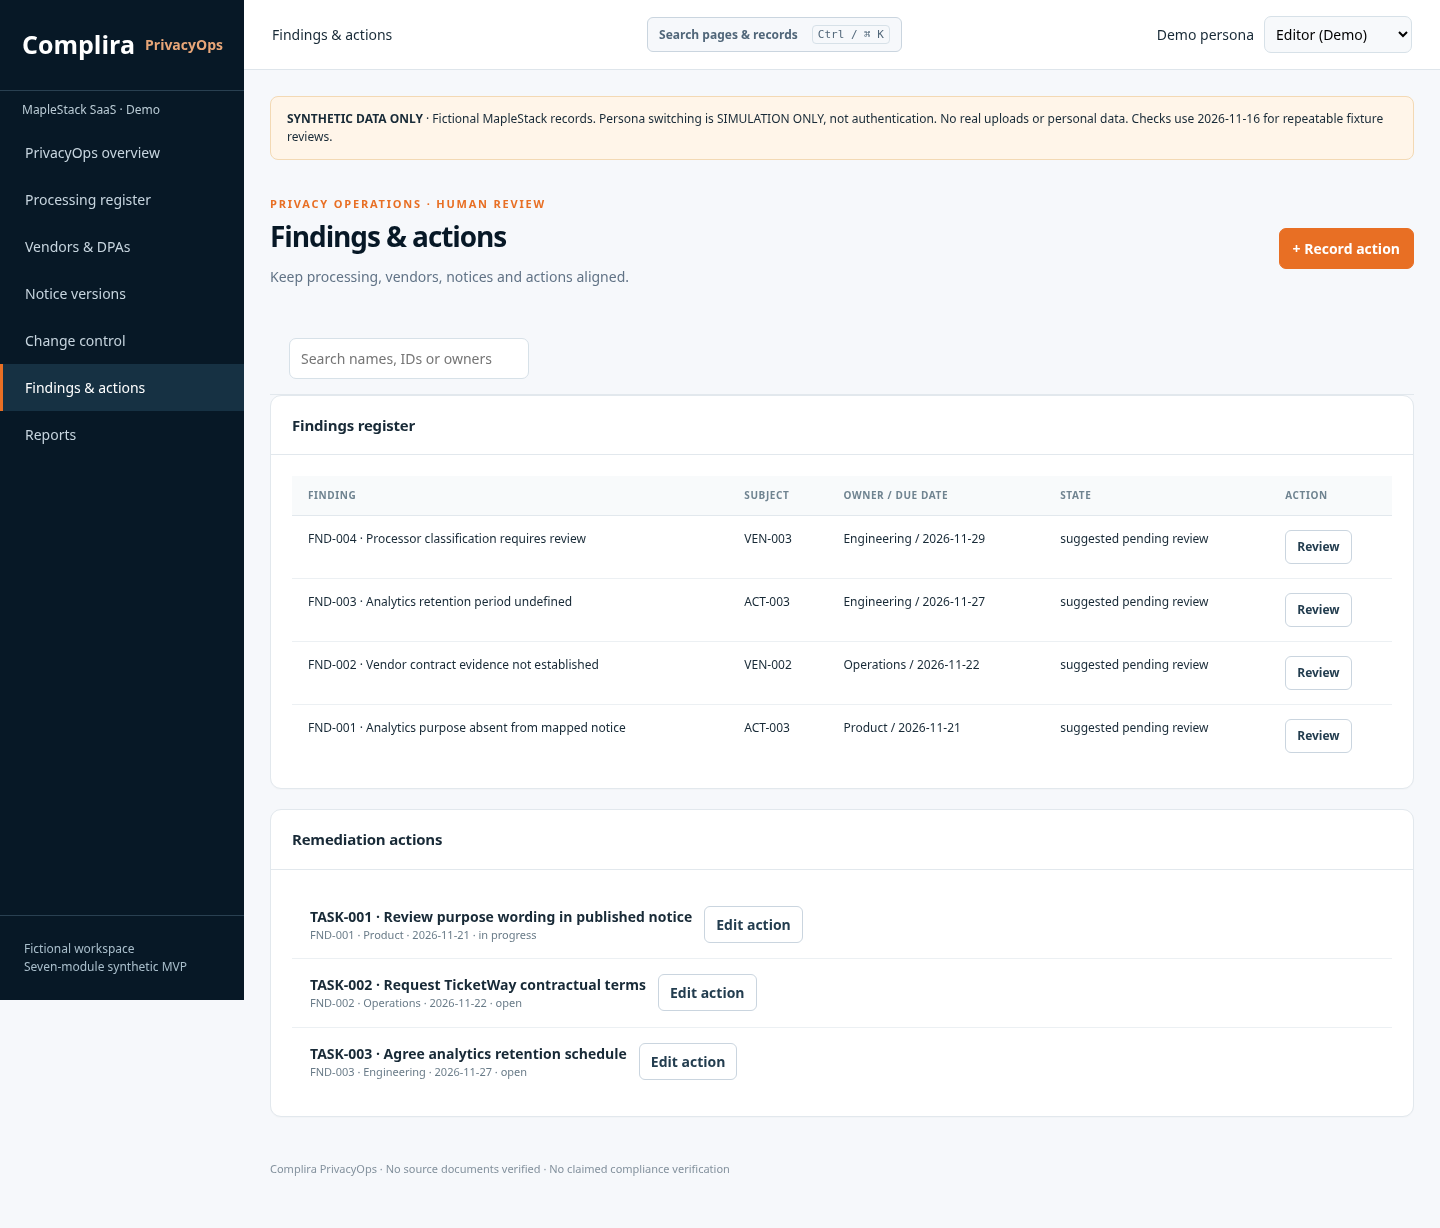 Complira PrivacyOps
MapleStack SaaS · Demo
PrivacyOps overview
Processing register
Vendors & DPAs
Notice versions
Change control
Findings & actions
Reports
Fictional workspace
Seven-module synthetic MVP
Findings & actions
Search pages & records Ctrl / ⌘ K
Demo persona Editor (Demo)
SYNTHETIC DATA ONLY · Fictional MapleStack records. Persona switching is SIMULATION ONLY, not authentication. No real uploads or personal data. Checks use 2026-11-16 for repeatable fixture
reviews.
PRIVACY OPERATIONS · HUMAN REVIEW
Findings & actions
Keep processing, vendors, notices and actions aligned.
+ Record action
Search names, IDs or owners
Findings register
FINDING SUBJECT OWNER / DUE DATE STATE ACTION
FND-004 · Processor classification requires review VEN-003 Engineering / 2026-11-29 suggested pending review Review
FND-003 · Analytics retention period undefined ACT-003 Engineering / 2026-11-27 suggested pending review Review
FND-002 · Vendor contract evidence not established VEN-002 Operations / 2026-11-22 suggested pending review Review
FND-001 · Analytics purpose absent from mapped notice ACT-003 Product / 2026-11-21 suggested pending review Review
Remediation actions
TASK-001 · Review purpose wording in published notice Edit action
FND-001 · Product · 2026-11-21 · in progress
TASK-002 · Request TicketWay contractual terms Edit action
FND-002 · Operations · 2026-11-22 · open
TASK-003 · Agree analytics retention schedule Edit action
FND-003 · Engineering · 2026-11-27 · open
Complira PrivacyOps · No source documents verified · No claimed compliance verification